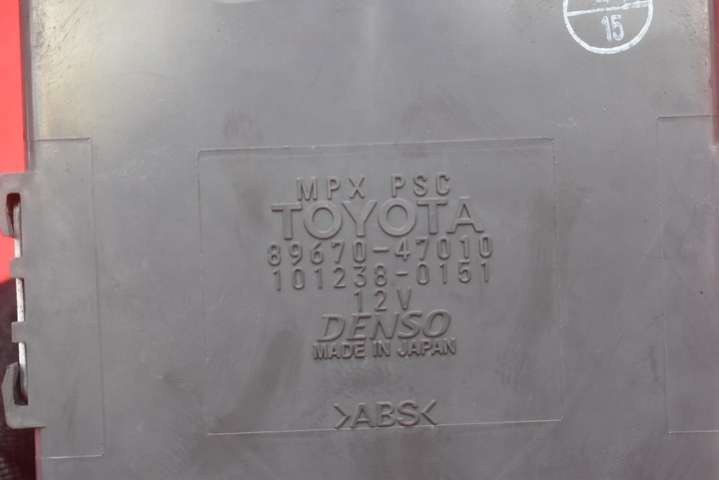 15
MPX PSC
TOYOTA
89670-47010
101238-0151
12V
DENSO
MADE IN JAPAN
>ABS<